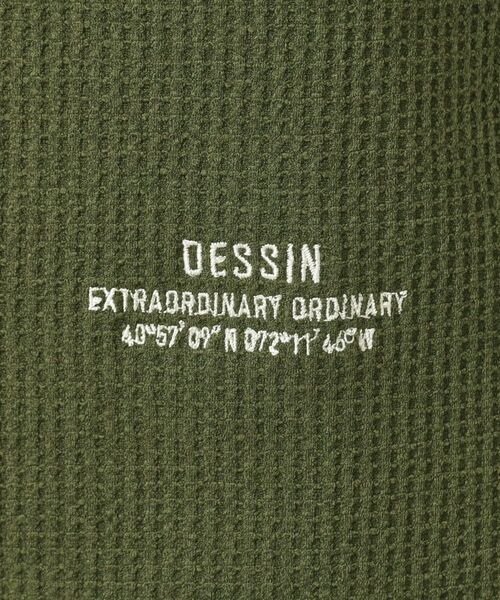 DESSIN
EXTRAORDINARY ORDINARY
40°57'09" N 072°11'46" W